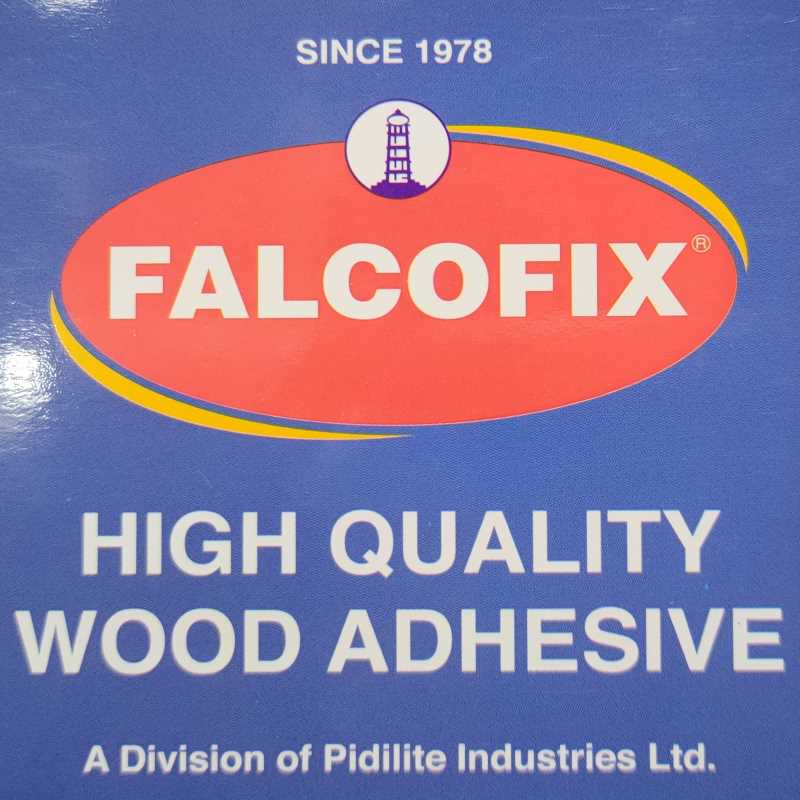 SINCE 1978
FALCOFIX®
HIGH QUALITY
WOOD ADHESIVE
A Division of Pidilite Industries Ltd.